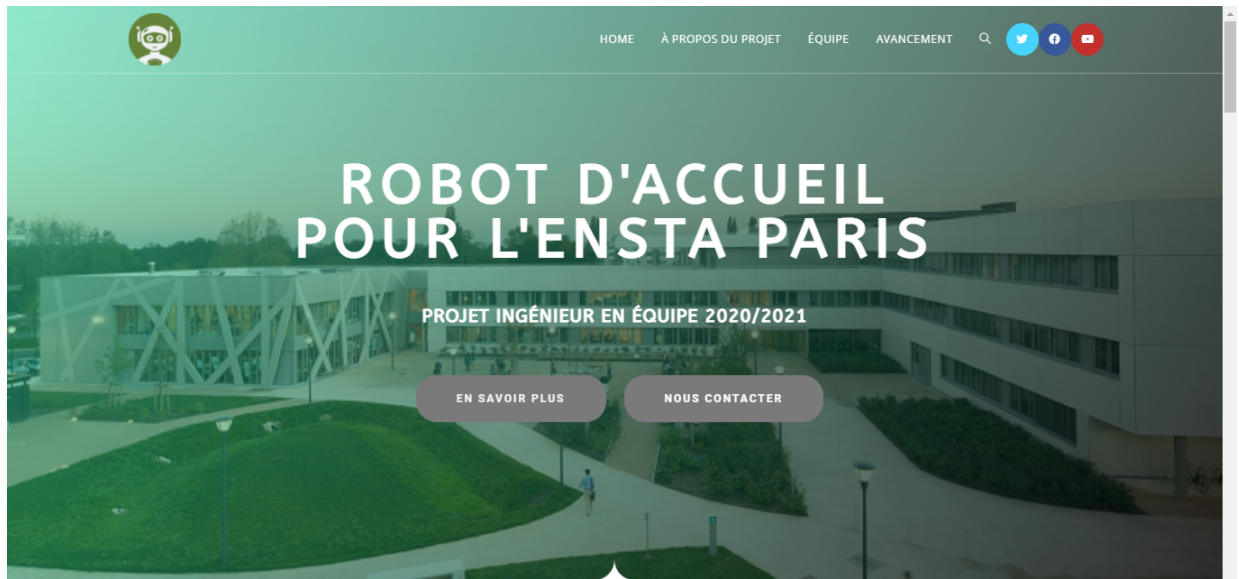 HOME
À PROPOS DU PROJET
ÉQUIPE
AVANCEMENT
ROBOT D'ACCUEIL
POUR L'ENSTA PARIS
PROJET INGÉNIEUR EN ÉQUIPE 2020/2021
EN SAVOIR PLUS
NOUS CONTACTER